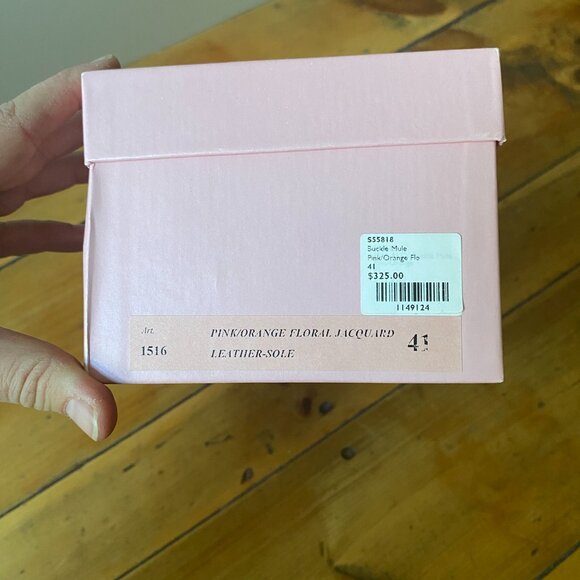 S55818
Buckle Mule
Pink/Orange Flo
41
$325.00
1149124
Art. PINK/ORANGE FLORAL JACQUARD 41
1516 LEATHER-SOLE